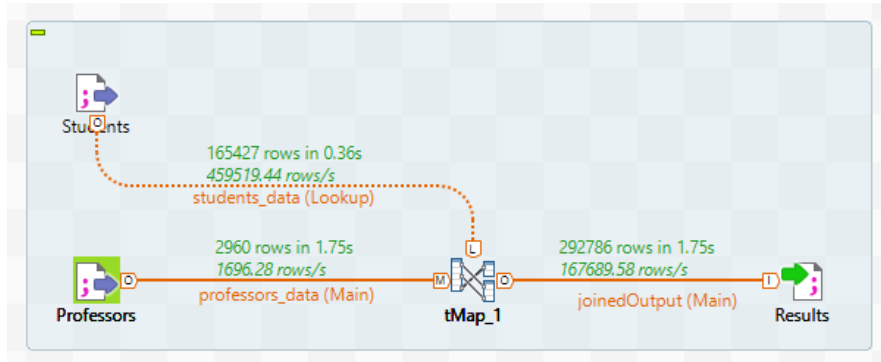 Students
O
165427 rows in 0.36s
459519.44 rows/s
students_data (Lookup)
L
2960 rows in 1.75s
1696.28 rows/s
professors_data (Main)
292786 rows in 1.75s
167689.58 rows/s
joinedOutput (Main)
O
M
O
I
Professors
tMap_1
Results